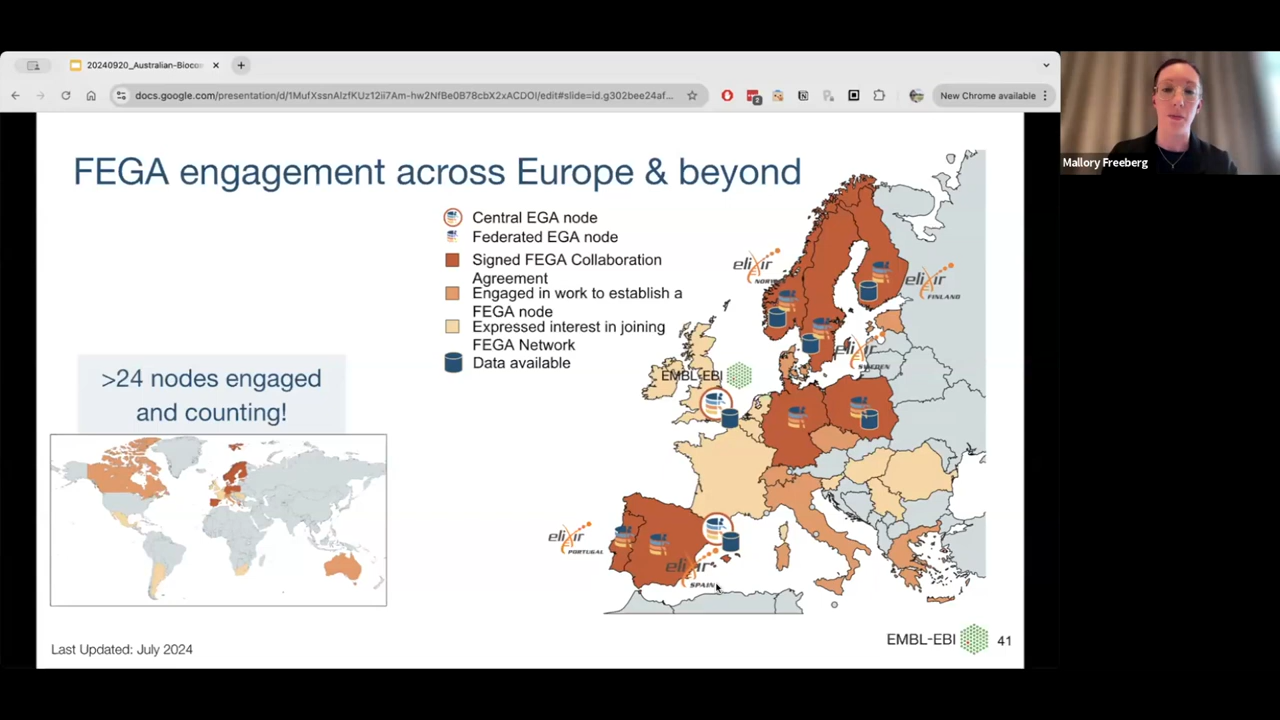 20240920_Australian-Biocos
docs.google.com/presentation/d/1MufXssnAlzfKUz12ii7Am-hw2NfBe0B78cbX2xACDOI/edit#slide=id.g302bee24af...
2
New Chrome available
Mallory Freeberg
FEGA engagement across Europe & beyond
Central EGA node
Federated EGA node
Signed FEGA Collaboration
Agreement
Engaged in work to establish a
FEGA node
Expressed interest in joining
FEGA Network
Data available
elixir
NORWAY
elixir
FINLAND
elixir
SWEDEN
EMBL-EBI
>24 nodes engaged
and counting!
elixir
PORTUGAL
elixir
SPAIN
Last Updated: July 2024
EMBL-EBI
41